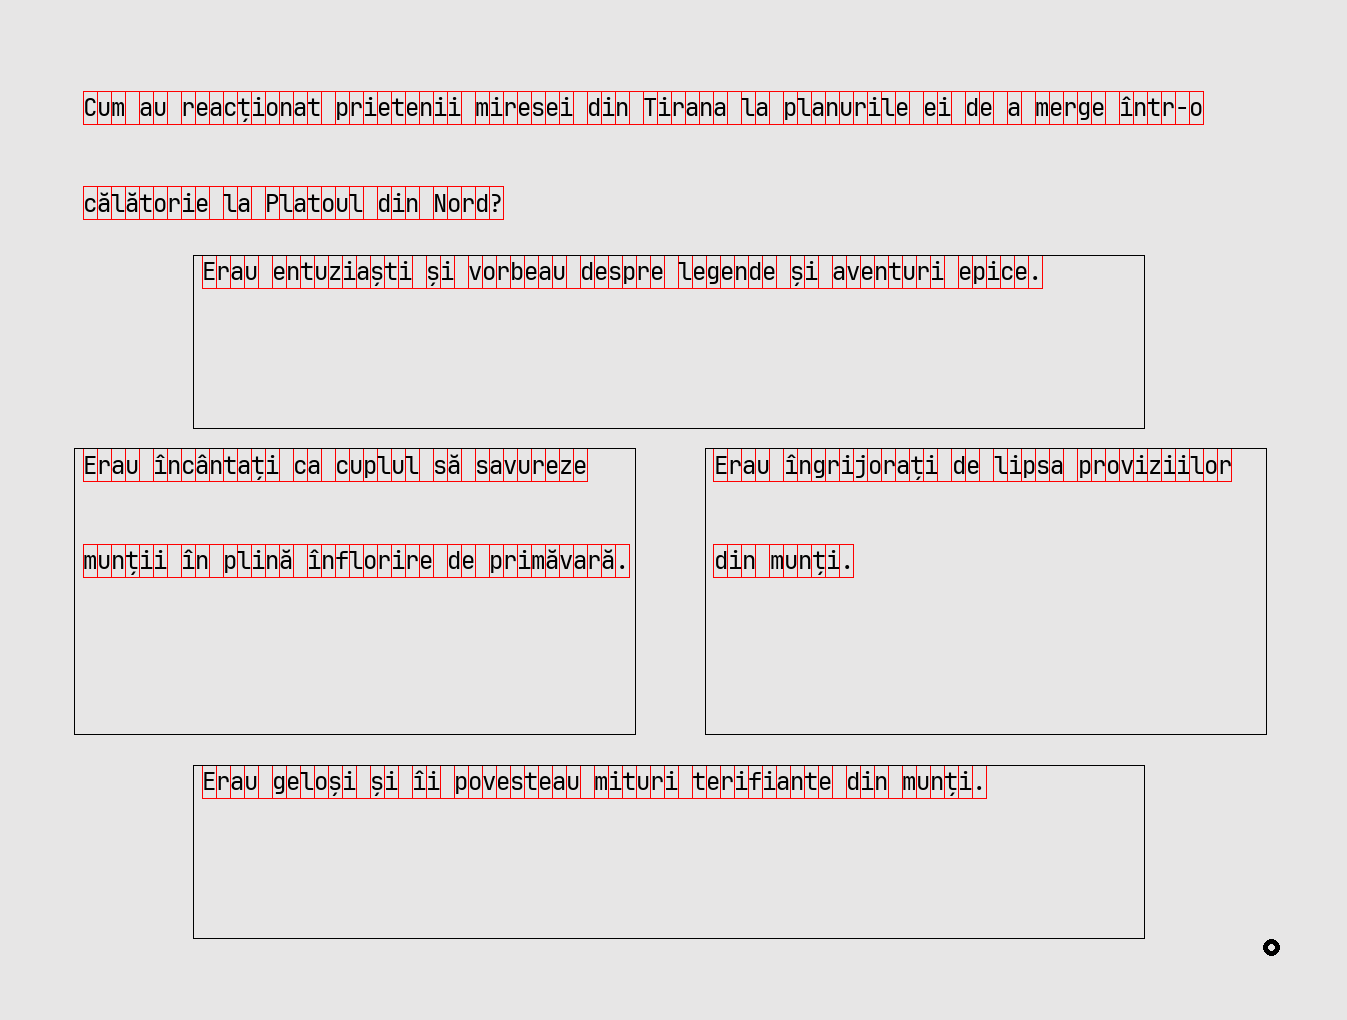 Cum au reacționat prietenii miresei din Tirana la planurile ei de a merge într-o
călătorie la Platoul din Nord?
Erau entuziaști și vorbeau despre legende și aventuri epice.
Erau încântați ca cuplul să savureze
munții în plină înflorire de primăvară.
Erau îngrijorați de lipsa proviziilor
din munți.
Erau geloși și îi povesteau mituri terifiante din munți.